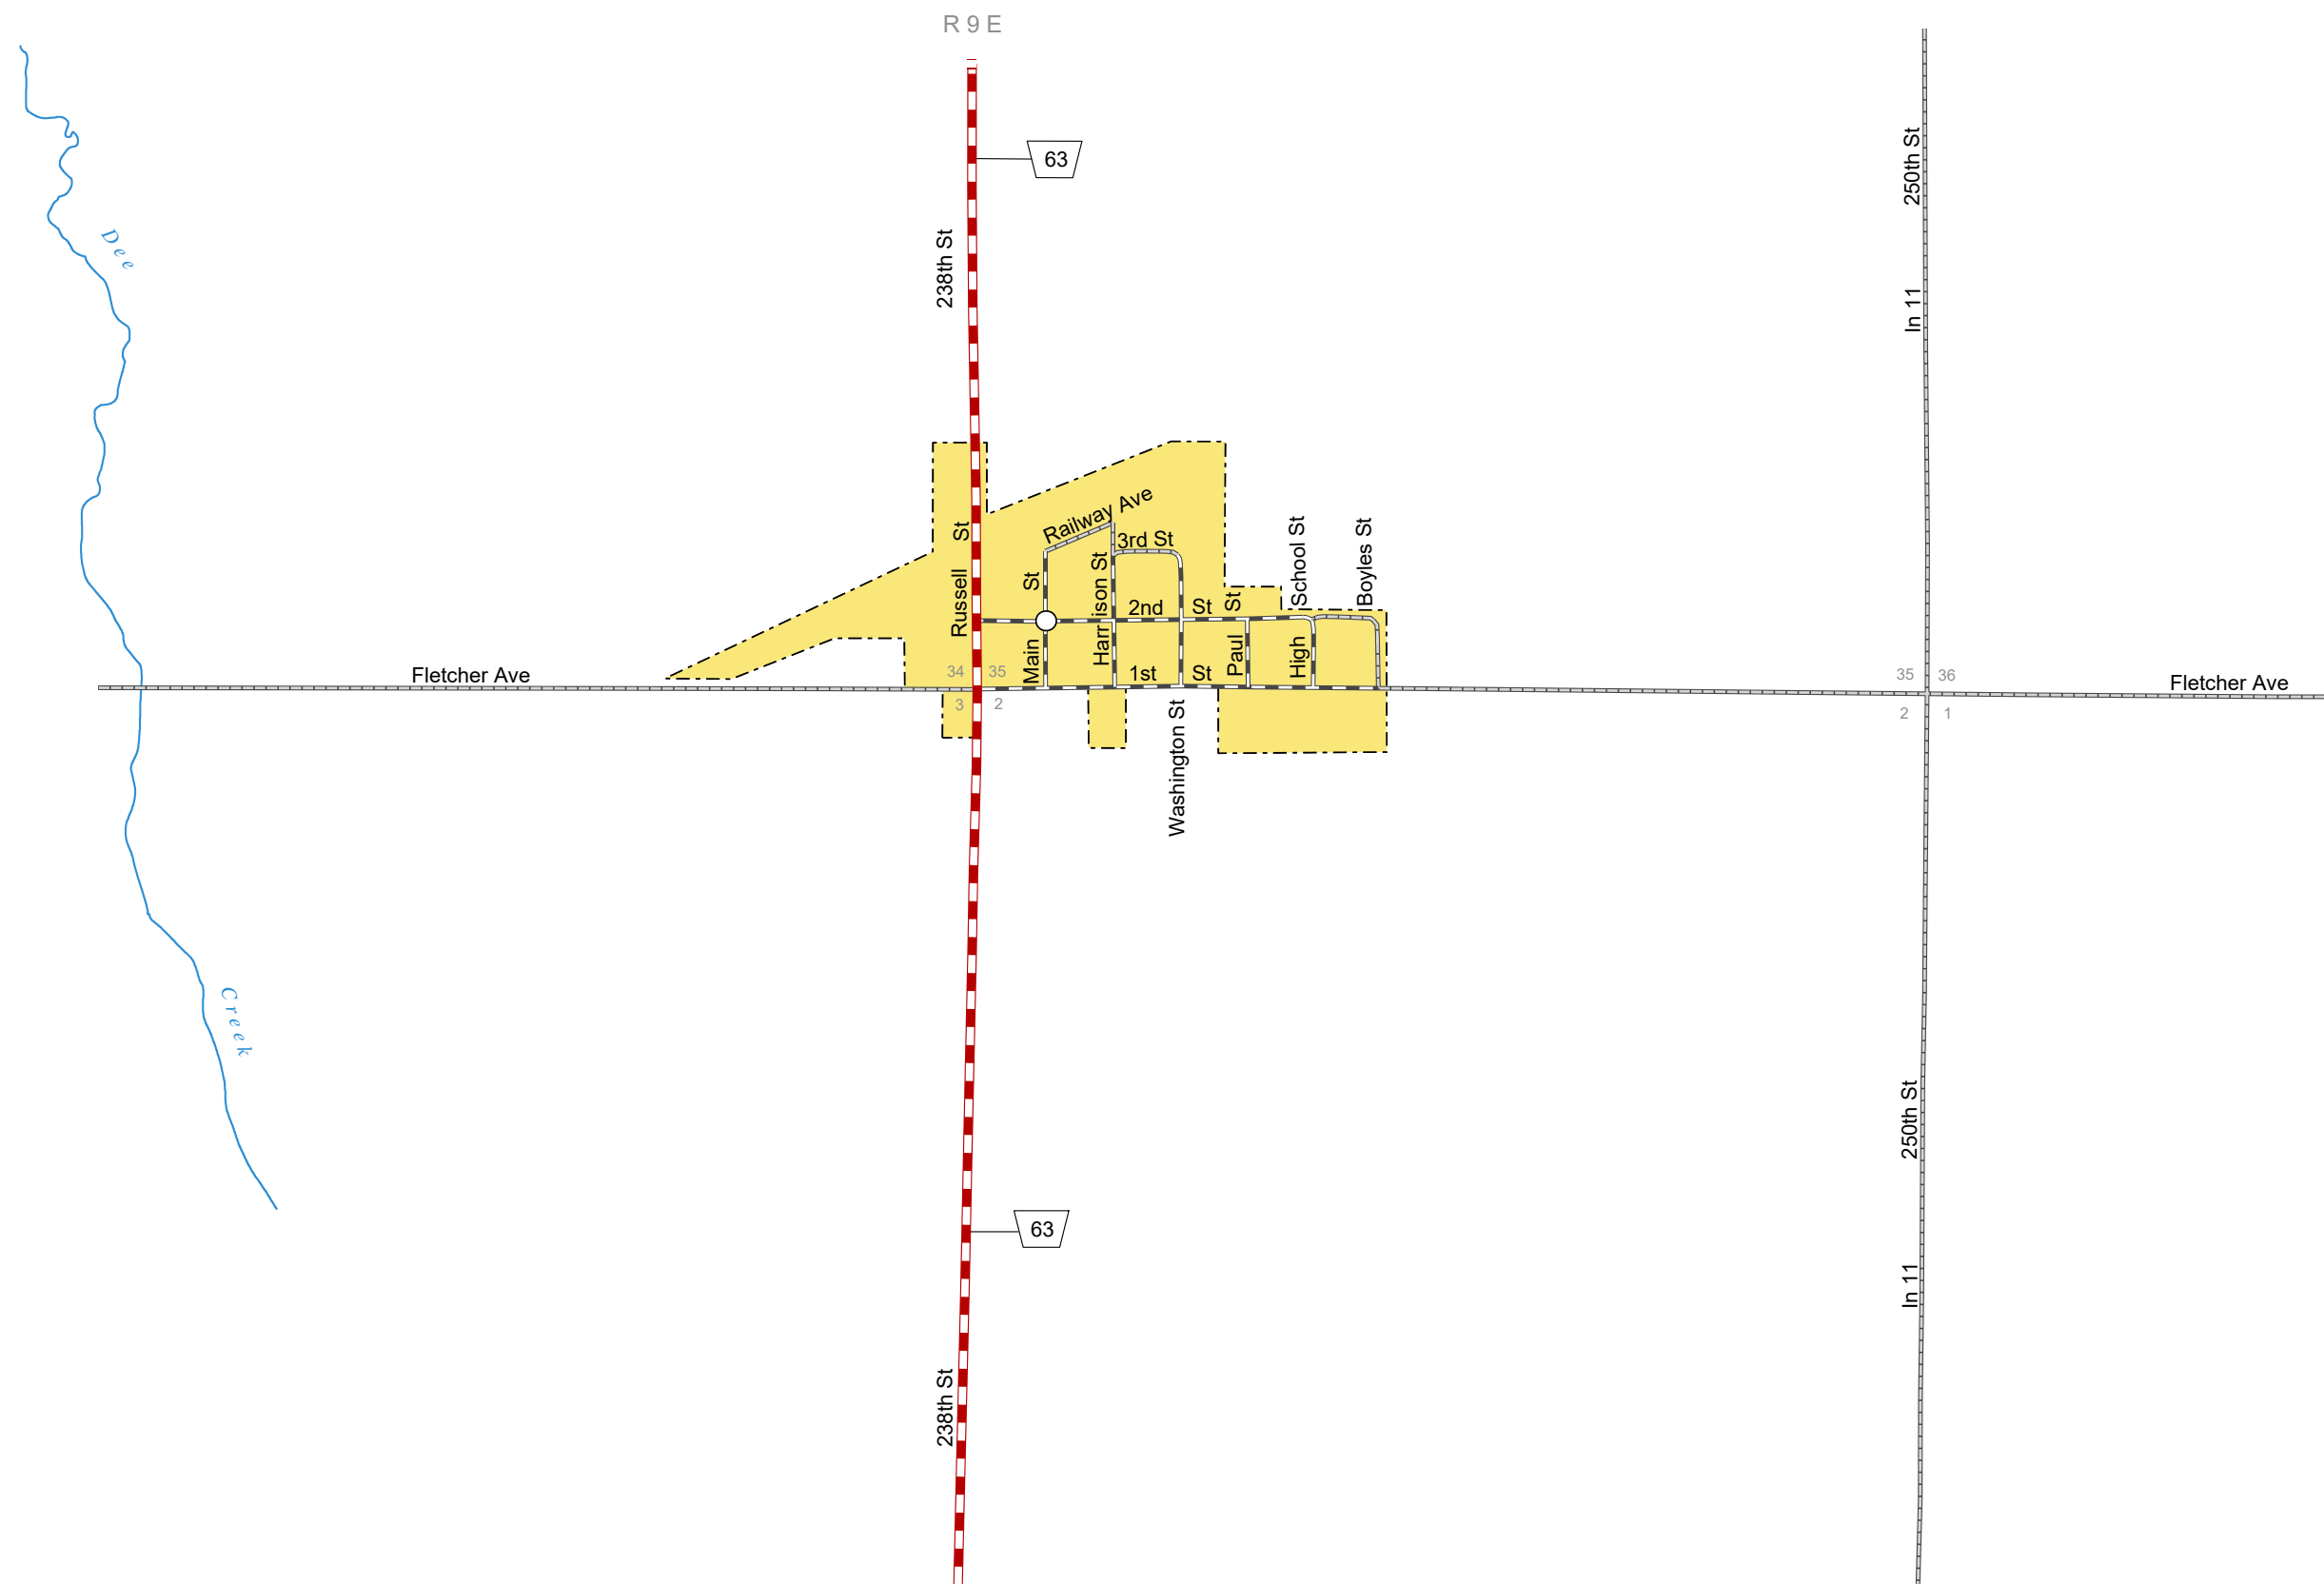 R 9 E
63
250th St
Dee
238th St
ln 11
Railway Ave
School St
Boyles St
Russell St
3rd St
Main St
Harrison St
2nd St
Paul St
High
34 35
1st St
Fletcher Ave
35 36
Fletcher Ave
3 2
2 1
Washington St
Creek
250th St
63
ln 11
238th St